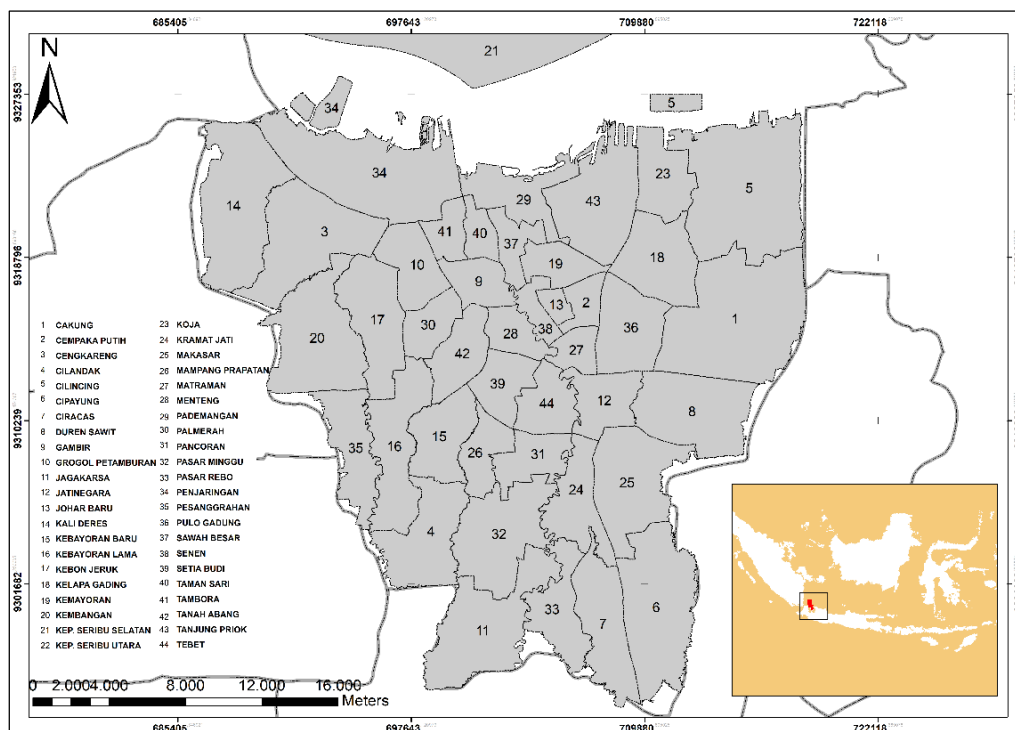 685405 697643 709880 722118
N
21
9327353 9327353
34 5
34 23 5
14 29 43
3 41 40 37
9318796 9318796
10 19 18
9
13 2
17 30 28 38 36 1
20 42 27
39
44 12 8
9310239 9310239
35 16 15 26 31
24 25
4 32
9301682 9301682
33 7 6
11
1 CAKUNG
2 CEMPAKA PUTIH
3 CENGKARENG
4 CILANDAK
5 CILINCING
6 CIPAYUNG
7 CIRACAS
8 DUREN SAWIT
9 GAMBIR
10 GROGOL PETAMBURAN
11 JAGAKARSA
12 JATINEGARA
13 JOHAR BARU
14 KALI DERES
15 KEBAYORAN BARU
16 KEBAYORAN LAMA
17 KEBON JERUK
18 KELAPA GADING
19 KEMAYORAN
20 KEMBANGAN
21 KEP. SERIBU SELATAN
22 KEP. SERIBU UTARA
23 KOJA
24 KRAMAT JATI
25 MAKASAR
26 MAMPANG PRAPATAN
27 MATRAMAN
28 MENTENG
29 PADEMANGAN
30 PALMERAH
31 PANCORAN
32 PASAR MINGGU
33 PASAR REBO
34 PENJARINGAN
35 PESANGGRAHAN
36 PULO GADUNG
37 SAWAH BESAR
38 SENEN
39 SETIA BUDI
40 TAMAN SARI
41 TAMBORA
42 TANAH ABANG
43 TANJUNG PRIOK
44 TEBET
0 2.000 4.000 8.000 12.000 16.000
Meters
685405 697643 709880 722118